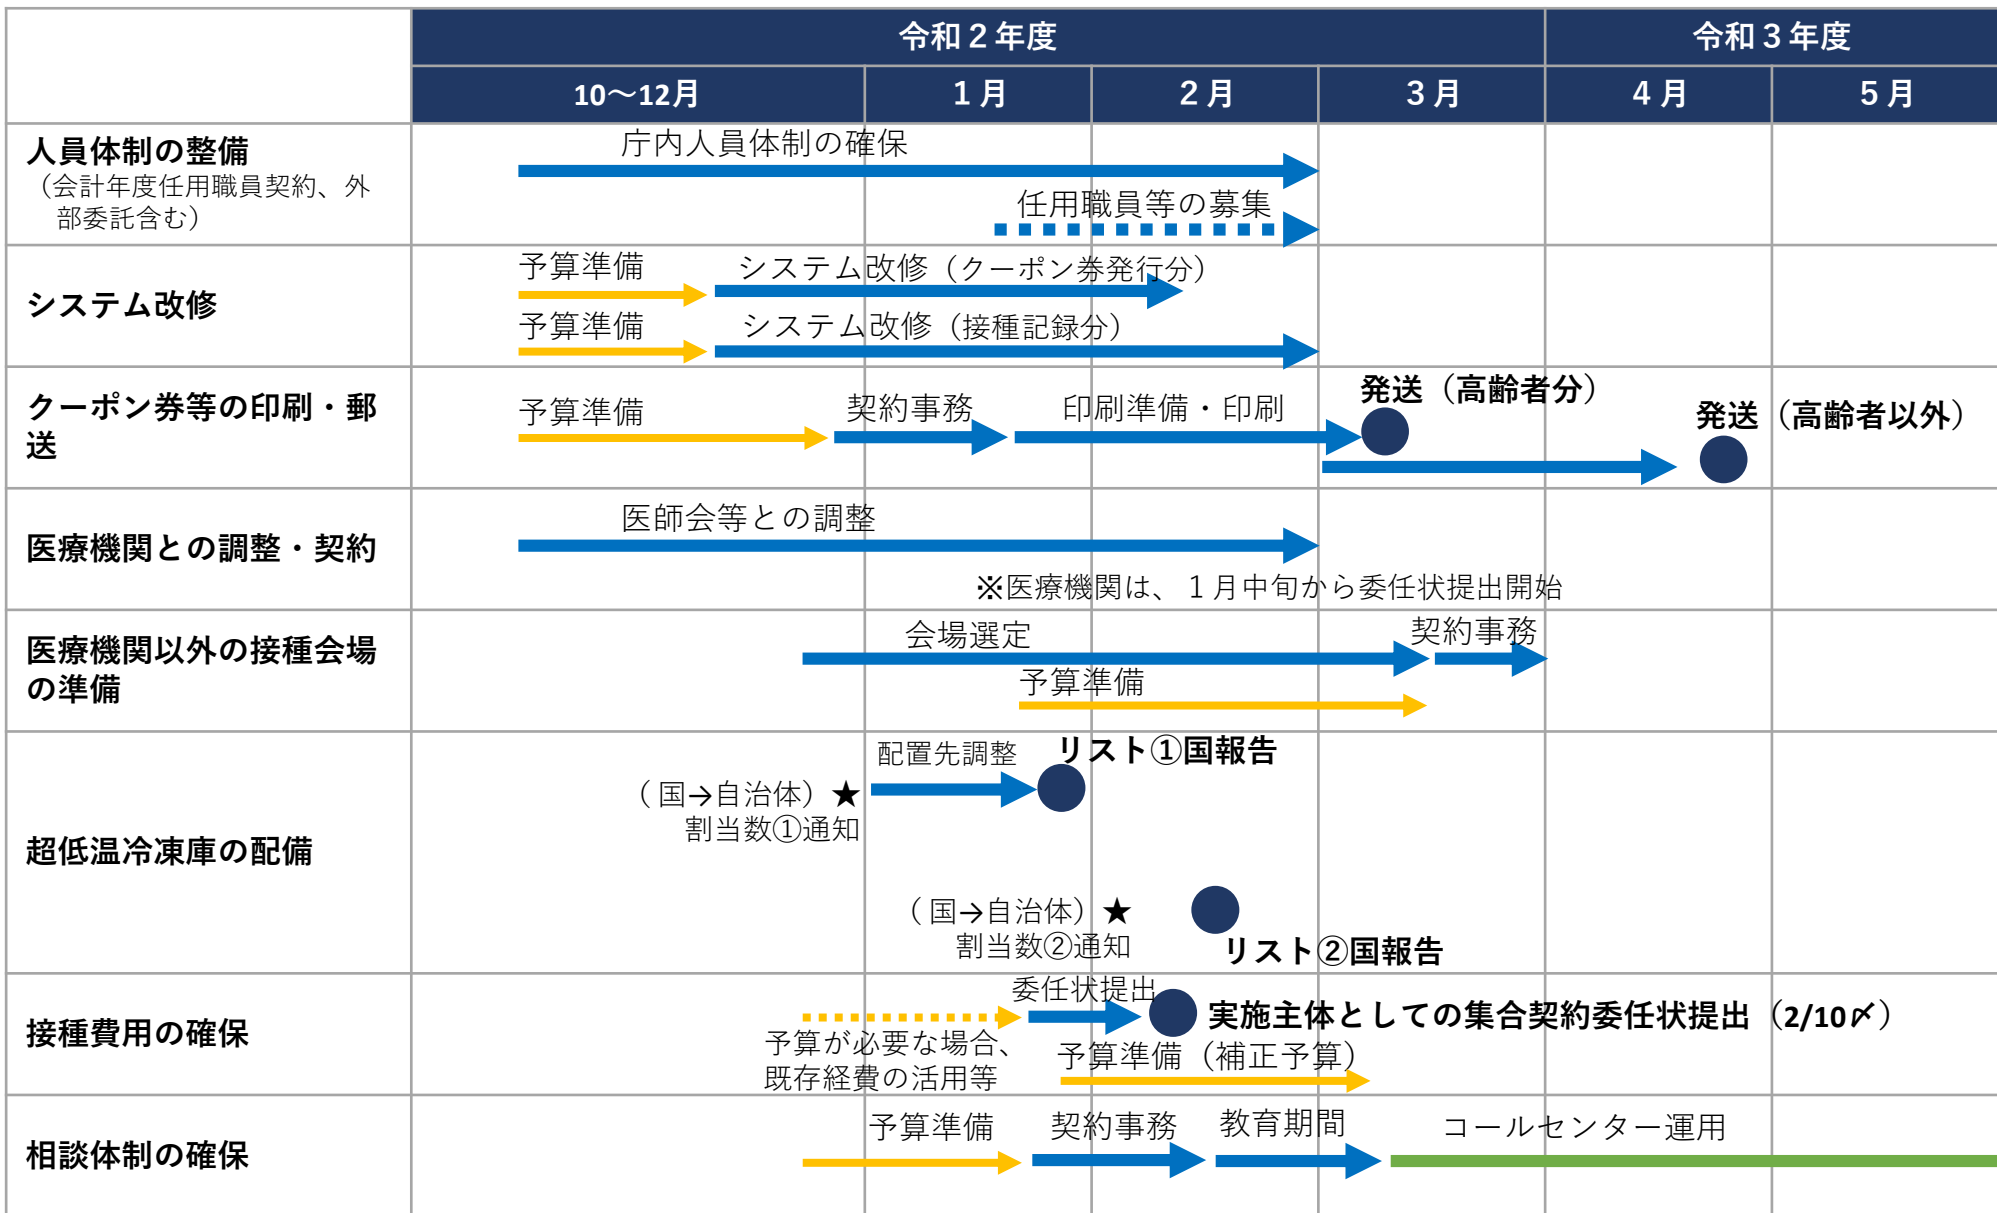 令和２年度
令和３年度
10～12月
１月
２月
３月
４月
５月
人員体制の整備
（会計年度任用職員契約、外
部委託含む）
庁内人員体制の確保
任用職員等の募集
システム改修
予算準備
システム改修（クーポン券発行分）
予算準備
システム改修（接種記録分）
クーポン券等の印刷・郵
送
予算準備
契約事務
印刷準備・印刷
発送（高齢者分）
発送（高齢者以外）
医療機関との調整・契約
医師会等との調整
※医療機関は、１月中旬から委任状提出開始
医療機関以外の接種会場
の準備
会場選定
契約事務
予算準備
超低温冷凍庫の配備
（国→自治体）★
割当数①通知
配置先調整
リスト①国報告
（国→自治体）★
割当数②通知
リスト②国報告
接種費用の確保
予算が必要な場合、
既存経費の活用等
委任状提出
実施主体としての集合契約委任状提出（2/10〆）
予算準備（補正予算）
相談体制の確保
予算準備
契約事務
教育期間
コールセンター運用